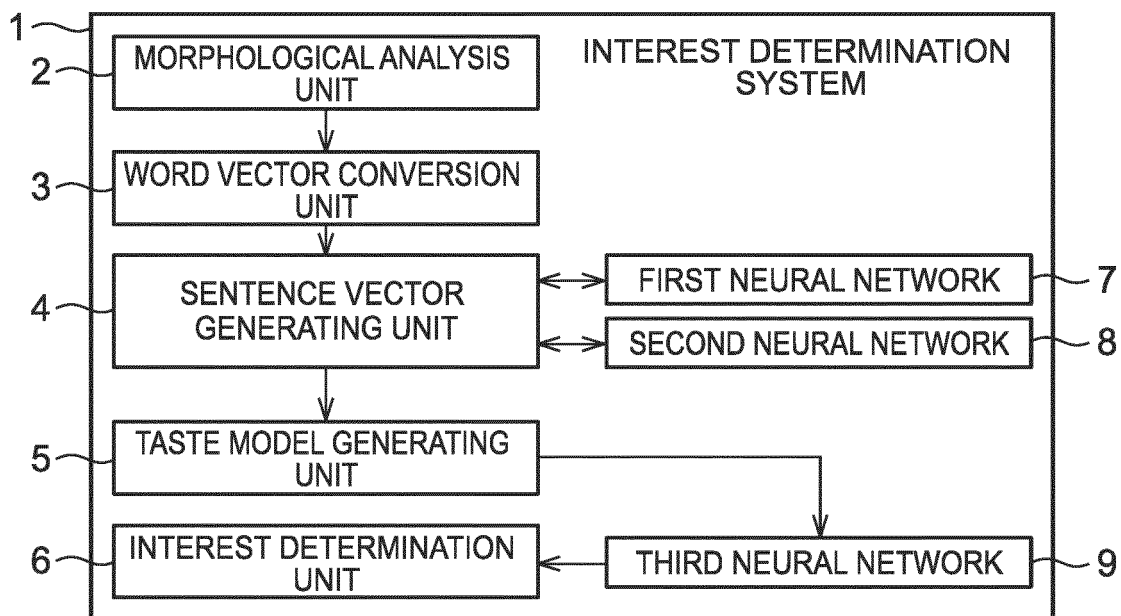 1
INTEREST DETERMINATION
SYSTEM
2
MORPHOLOGICAL ANALYSIS
UNIT
3
WORD VECTOR CONVERSION
UNIT
4
SENTENCE VECTOR
GENERATING UNIT
FIRST NEURAL NETWORK
7
SECOND NEURAL NETWORK
8
5
TASTE MODEL GENERATING
UNIT
6
INTEREST DETERMINATION
UNIT
THIRD NEURAL NETWORK
9